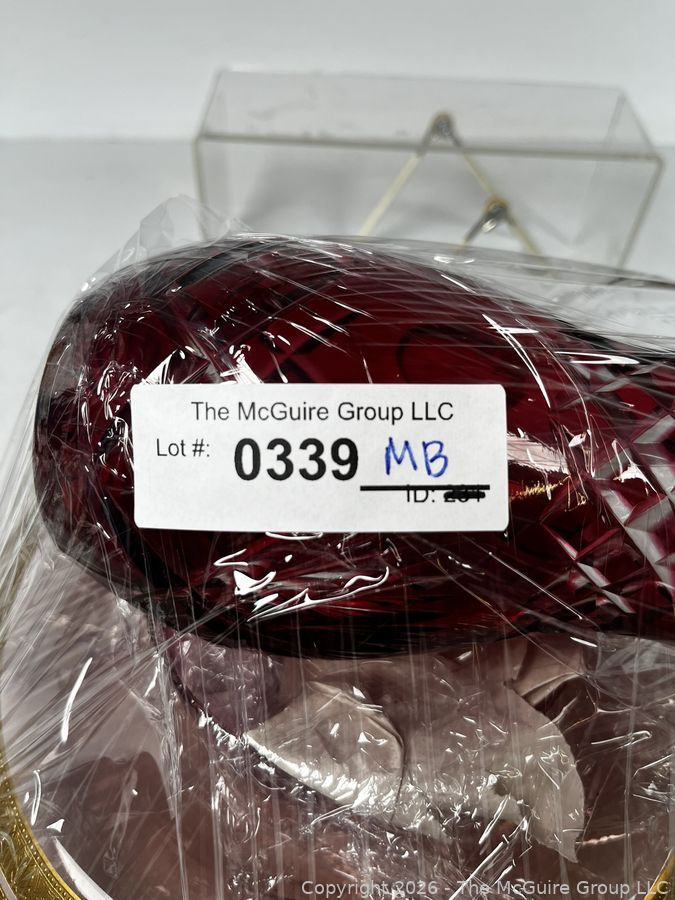 The McGuire Group LLC
Lot #: 0339 MB
ID:
Copyright 2026 - The McGuire Group LLC